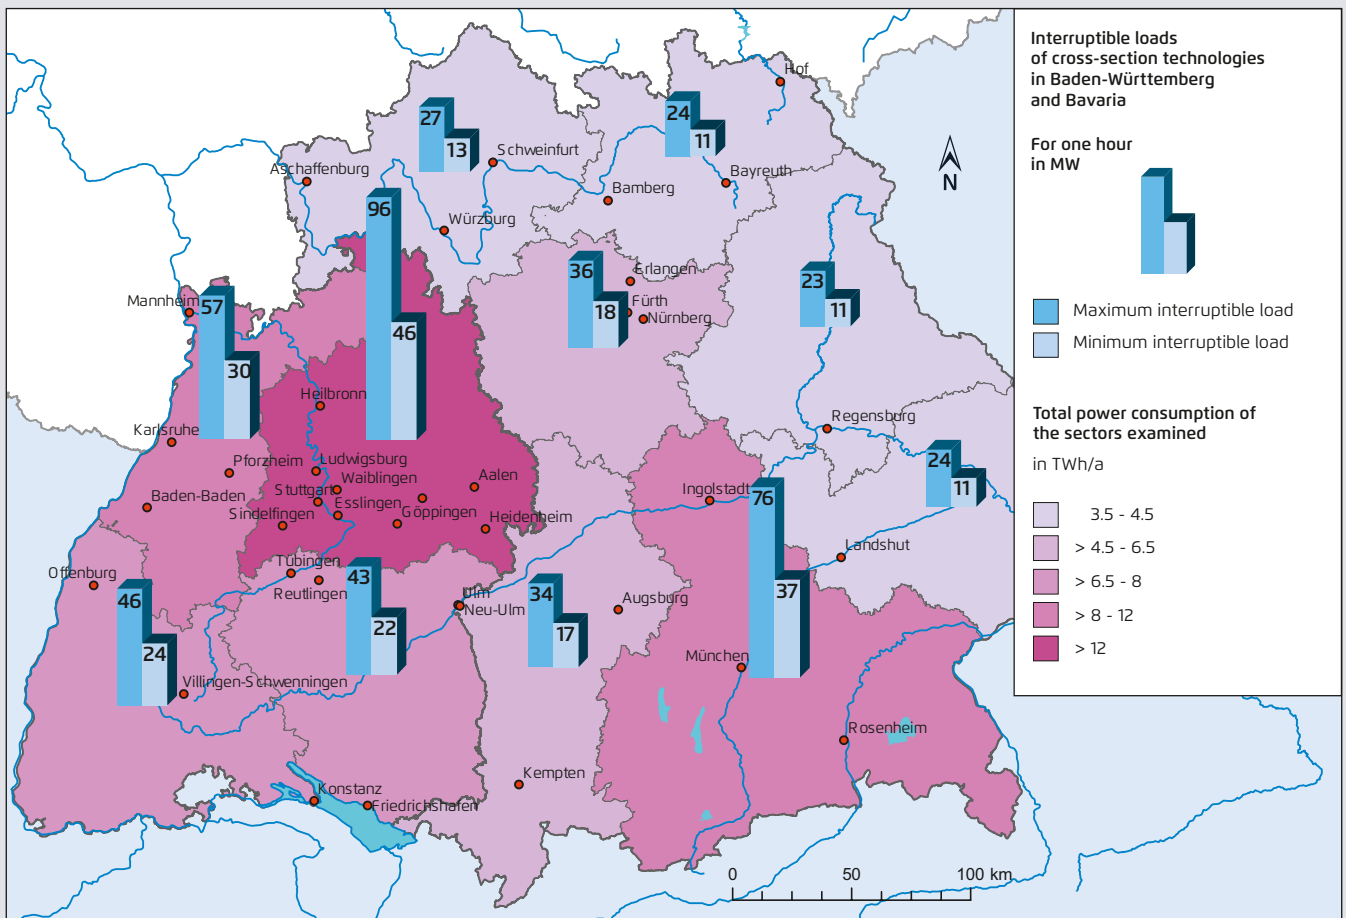 Interruptible loads
of cross-section technologies
in Baden-Württemberg
and Bavaria
For one hour
in MW
Maximum interruptible load
Minimum interruptible load
Total power consumption of
the sectors examined
in TWh/a
3.5 - 4.5
> 4.5 - 6.5
> 6.5 - 8
> 8 - 12
> 12
N
Hof
27
13
24
11
Schweinfurt
Aschaffenburg
Bayreuth
Bamberg
96
46
Würzburg
Erlangen
36
18
23
11
Fürth
Nürnberg
Mannheim
57
30
Heilbronn
Regensburg
Karlsruhe
24
11
Pforzheim
Ludwigsburg
Waiblingen
Aalen
Stuttgart
Baden-Baden
Esslingen
Göppingen
Sindelfingen
Heidenheim
Ingolstadt
76
37
Landshut
Tübingen
Offenburg
Reutlingen
43
22
46
24
Ulm
Neu-Ulm
34
17
Augsburg
München
Villingen-Schwenningen
Rosenheim
Kempten
Konstanz
Friedrichshafen
0 50 100 km